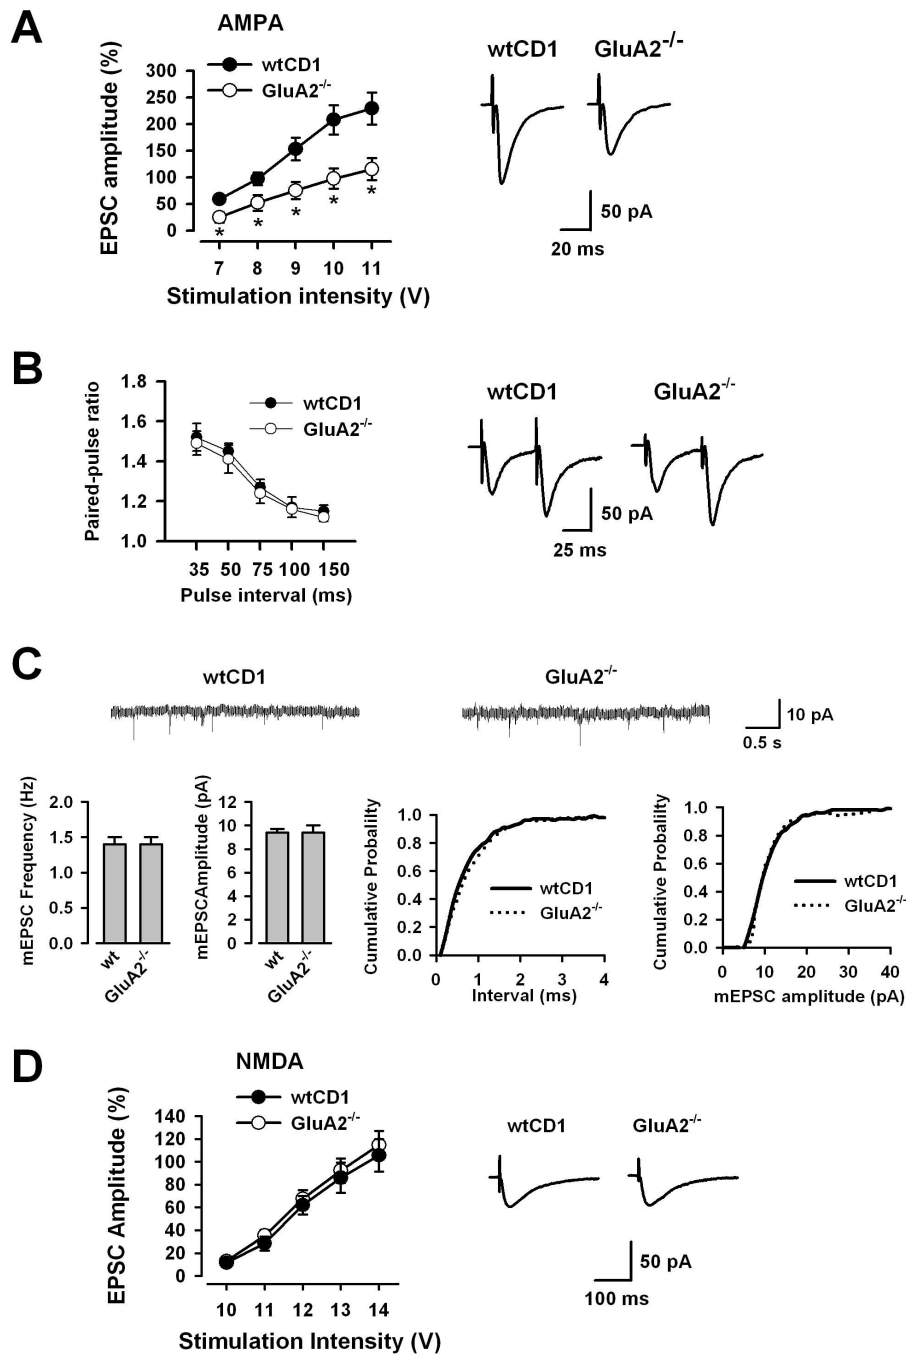 A
AMPA
wtCD1
GluA2-/-
EPSC amplitude (%)
300
250
200
150
100
50
0
*
*
*
*
*
7 8 9 10 11
Stimulation intensity (V)
wtCD1 GluA2-/-
50 pA
20 ms
B
Paired-pulse ratio
1.8
1.6
1.4
1.2
1.0
wtCD1
GluA2-/-
35 50 75 100 150
Pulse interval (ms)
wtCD1 GluA2-/-
50 pA
25 ms
C
wtCD1 GluA2-/-
10 pA
0.5 s
mEPSC Frequency (Hz)
2.0
1.5
1.0
0.5
0.0
wt
GluA2-/-
mEPSCAmplitude (pA)
12
10
8
6
4
2
0
wt
GluA2-/-
Cumulative Probabilty
1.0
0.8
0.6
0.4
0.2
0.0
wtCD1
GluA2-/-
0 1 2 3 4
Interval (ms)
Cumulative Probabliity
1.0
0.8
0.6
0.4
0.2
0.0
wtCD1
GluA2-/-
0 10 20 30 40
mEPSC amplitude (pA)
D
NMDA
wtCD1
GluA2-/-
EPSC Amplitude (%)
140
120
100
80
60
40
20
0
10 11 12 13 14
Stimulation Intensity (V)
wtCD1 GluA2-/-
50 pA
100 ms